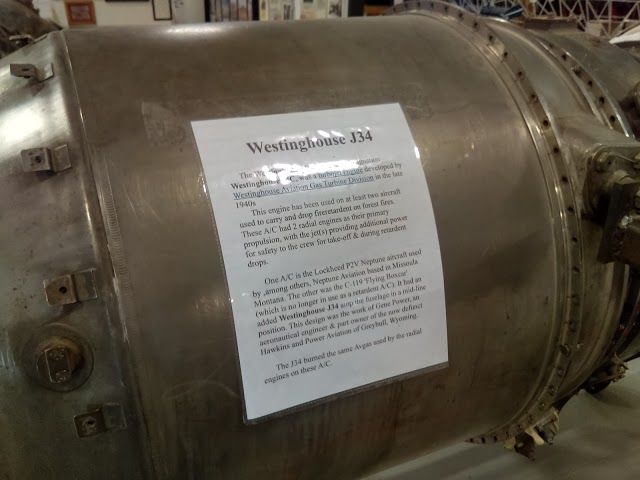 Westinghouse J34
The
Westinghouse was a turbojet engine developed by
Westinghouse Aviation Gas Turbine Division in the late
1940s
This engine has been used on at least two aircraft
used to carry and drop fireretardent on forest fires.
These A/C had 2 radial engines as their primary
propulsion, with the jet(s) providing additional power
for safety to the crew for take-off & during retardent
drops.
One A/C is the Lockheed P2V Neptune aircraft used
by ,among others, Neptune Aviation based in Missoula
Montana. The other was the C-119 'Flying Boxcar'
(which is no longer in use as a retardent A/C). It had an
added Westinghouse J34 atop the fuselage in a mid-line
position. This design was the work of Gene Power, an
aeronautical engineer & part owner of the now defunct
Hawkins and Power Aviation of Greybull, Wyoming.
The J34 burned the same Avgas used by the radial
engines on these A/C.